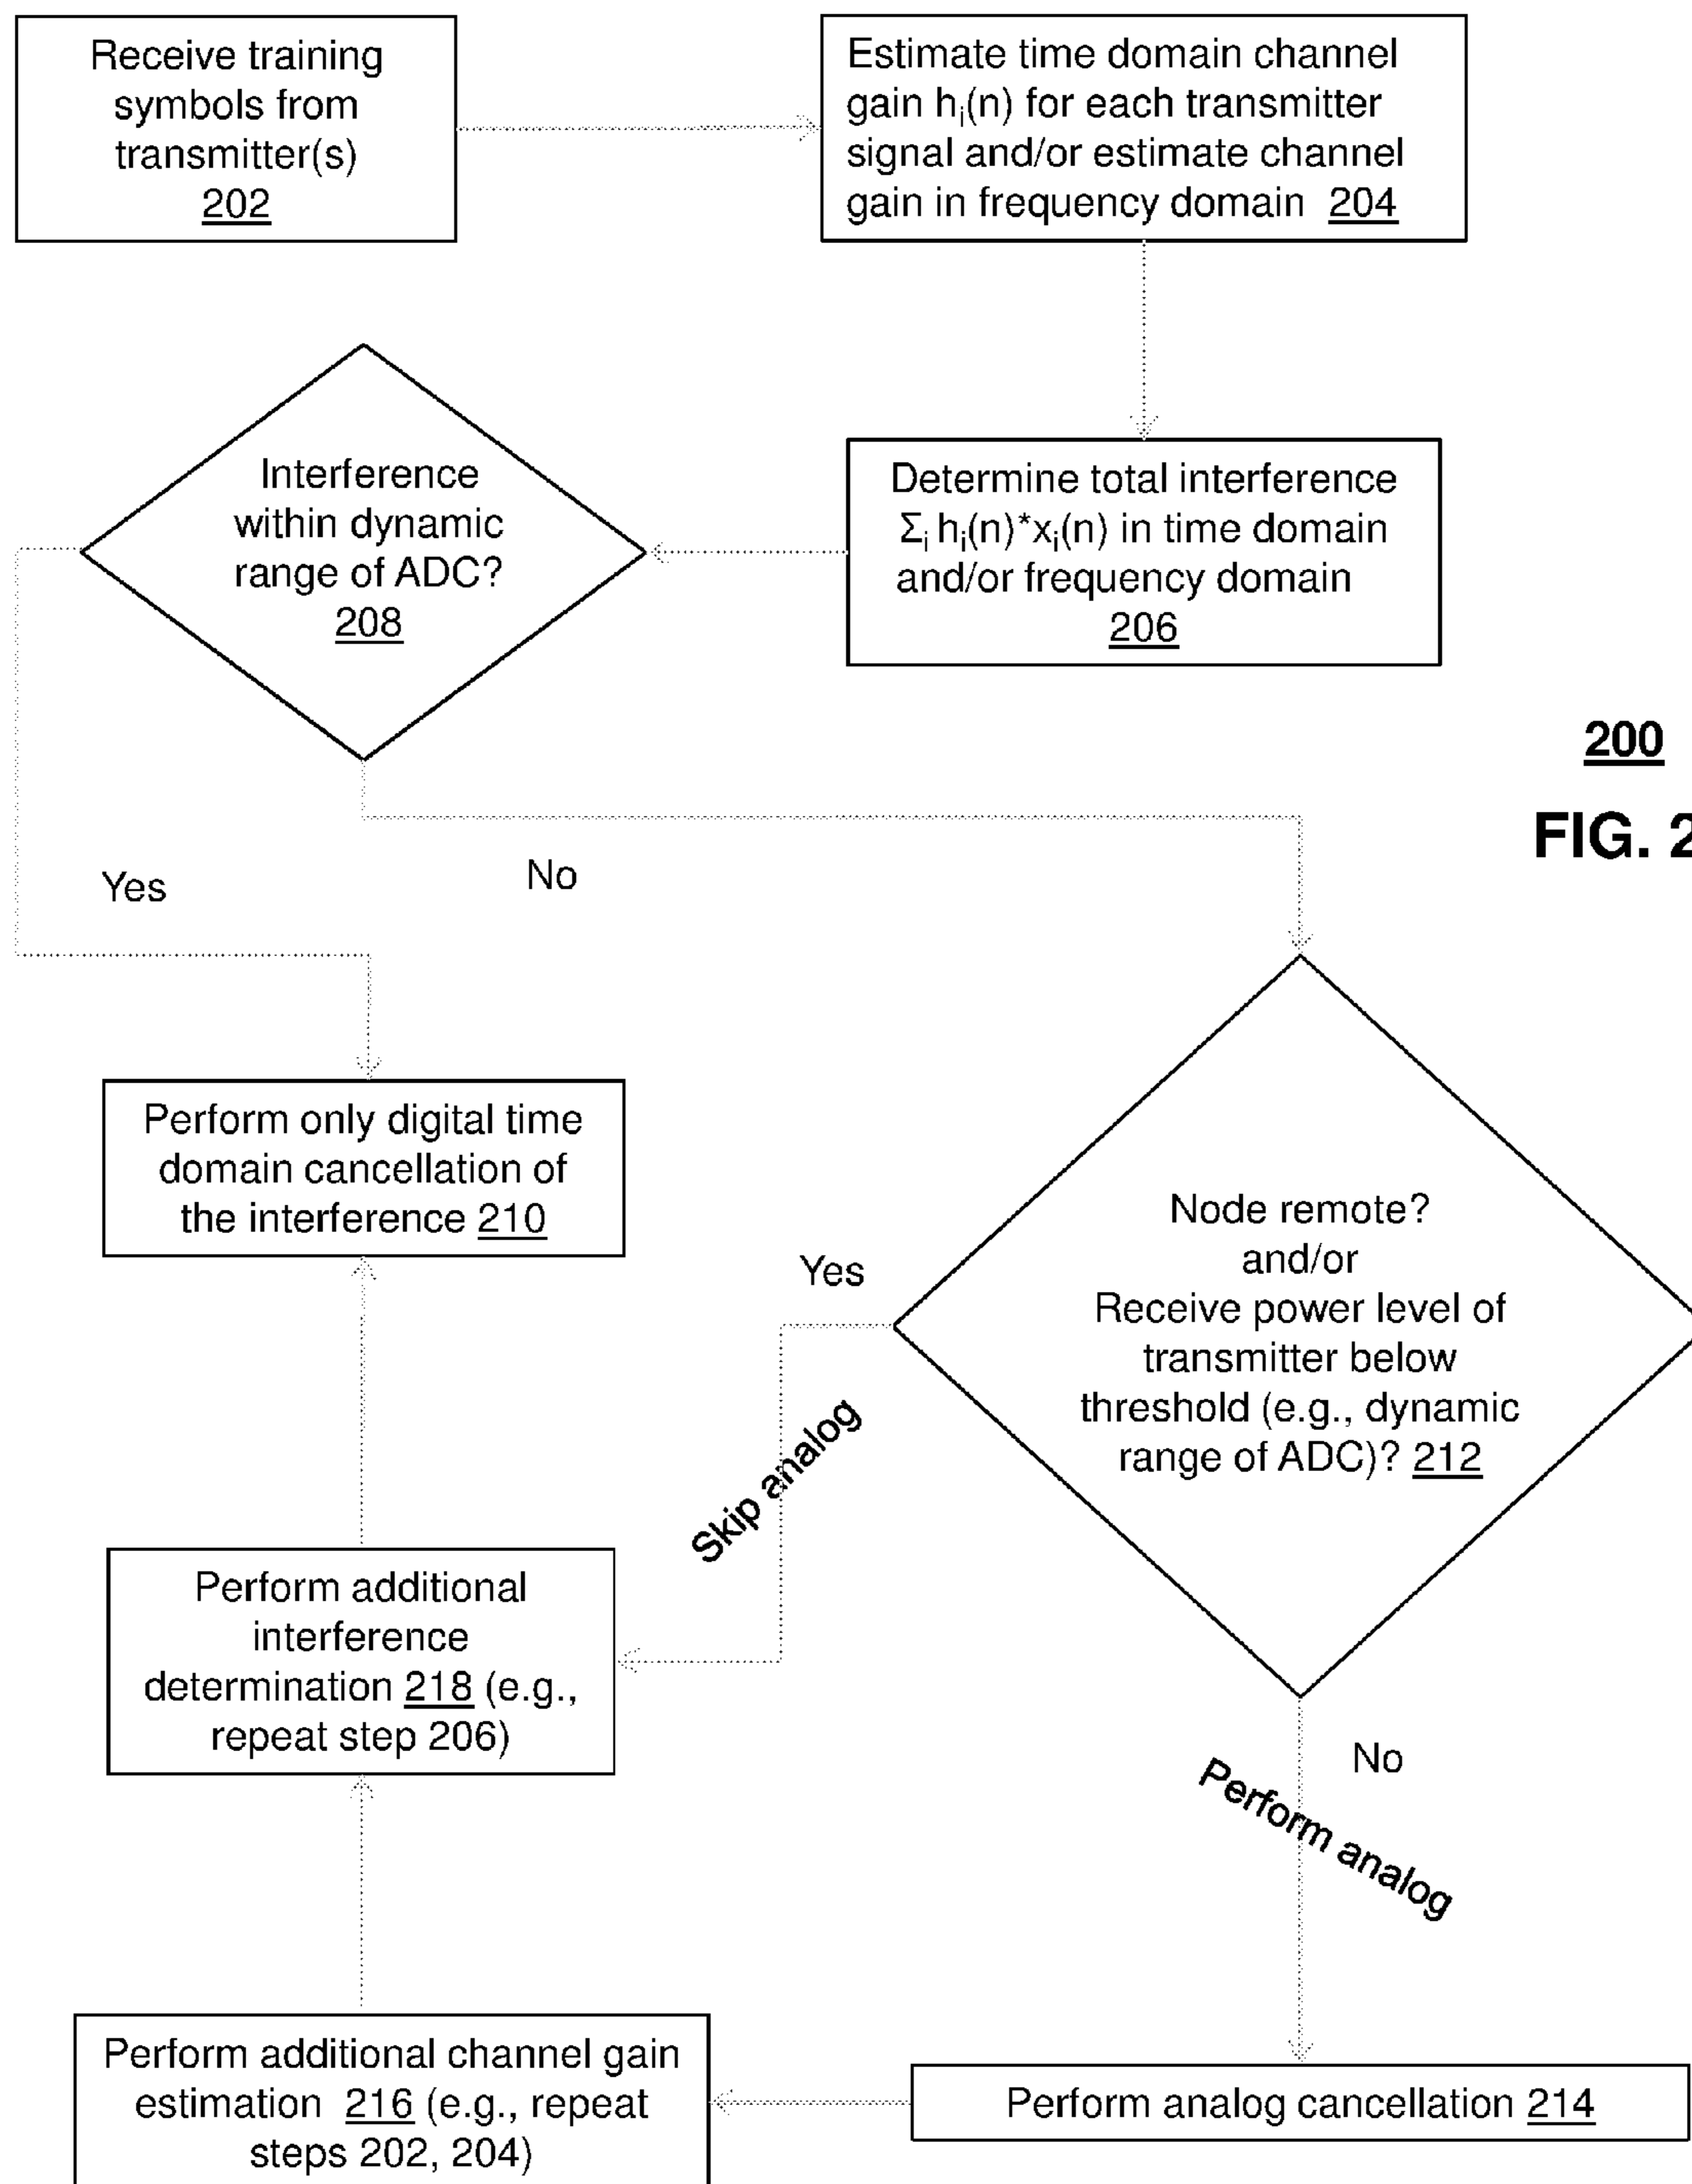 Receive training
symbols from
transmitter(s)
202
Estimate time domain channel
gain hᵢ(n) for each transmitter
signal and/or estimate channel
gain in frequency domain 204
Interference
within dynamic
range of ADC?
208
Determine total interference
Σᵢ hᵢ(n)*xᵢ(n) in time domain
and/or frequency domain
206
200
FIG. 2
Yes
No
Perform only digital time
domain cancellation of
the interference 210
Node remote?
and/or
Receive power level of
transmitter below
threshold (e.g., dynamic
range of ADC)? 212
Yes
Skip analog
Perform additional
interference
determination 218 (e.g.,
repeat step 206)
No
Perform analog
Perform additional channel gain
estimation 216 (e.g., repeat
steps 202, 204)
Perform analog cancellation 214